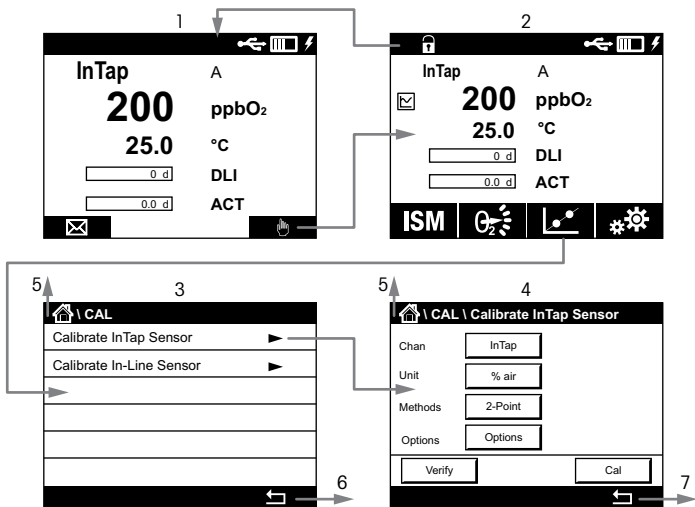 1
InTap A
200 ppbO₂
25.0 °C
0 d DLI
0.0 d ACT
2
InTap A
200 ppbO₂
25.0 °C
0 d DLI
0.0 d ACT
ISM O₂
5
3
\ CAL
Calibrate InTap Sensor
Calibrate In-Line Sensor
6
5
4
\ CAL \ Calibrate InTap Sensor
Chan InTap
Unit % air
Methods 2-Point
Options Options
Verify Cal
7